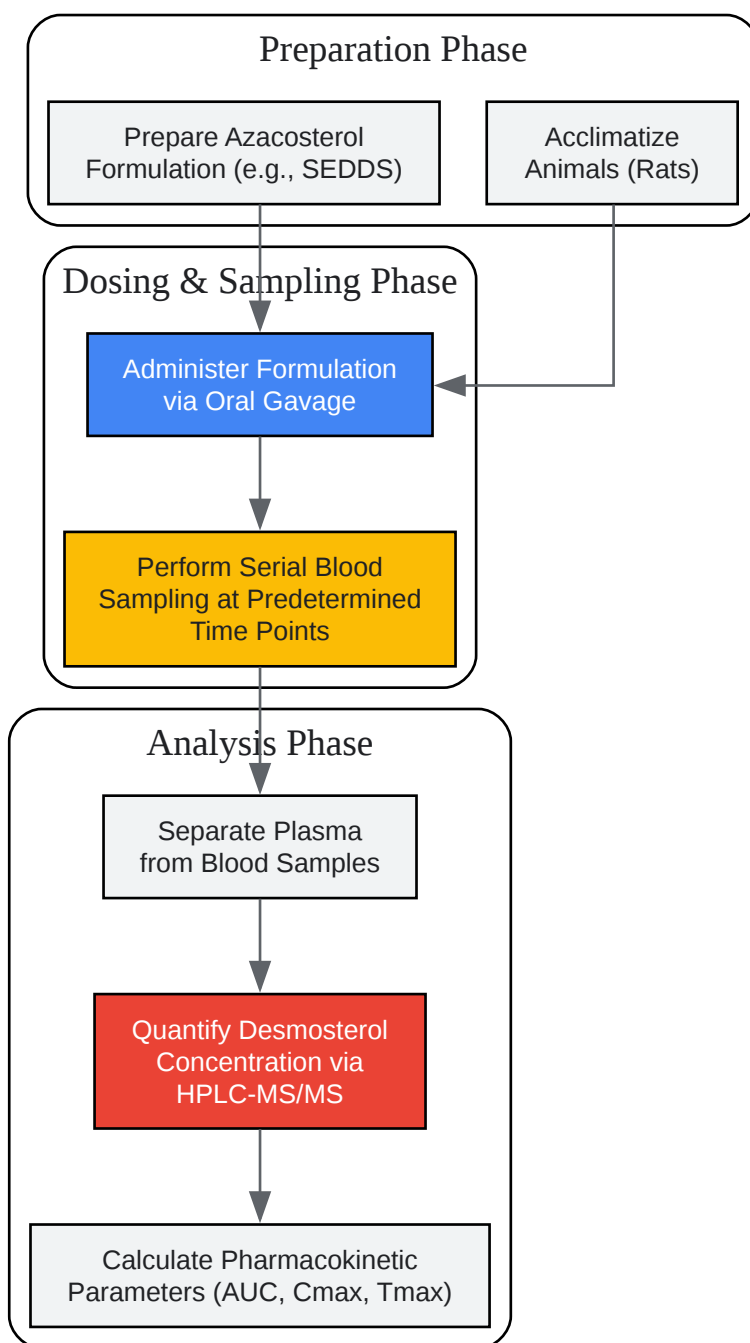 Preparation Phase
Prepare Azacosterol
Formulation (e.g., SEDDS)
Acclimatize
Animals (Rats)
Dosing & Sampling Phase
Administer Formulation
via Oral Gavage
Perform Serial Blood
Sampling at Predetermined
Time Points
Analysis Phase
Separate Plasma
from Blood Samples
Quantify Desmosterol
Concentration via
HPLC-MS/MS
Calculate Pharmacokinetic
Parameters (AUC, Cmax, Tmax)